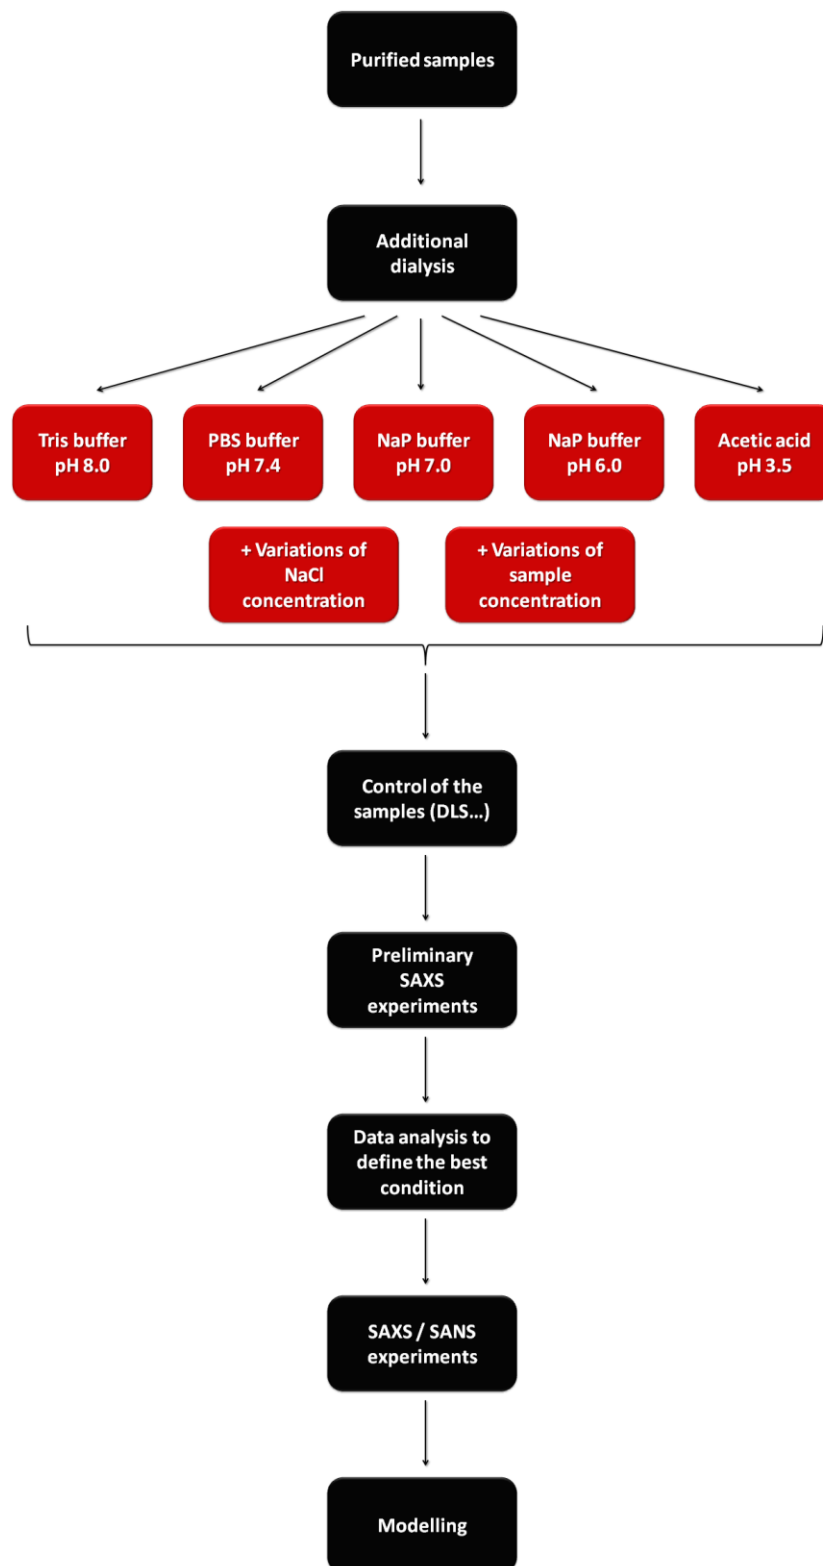 Purified samples
Additional
dialysis
Tris buffer
pH 8.0
PBS buffer
pH 7.4
NaP buffer
pH 7.0
NaP buffer
pH 6.0
Acetic acid
pH 3.5
+ Variations of
NaCl
concentration
+ Variations of
sample
concentration
Control of the
samples (DLS...)
Preliminary
SAXS
experiments
Data analysis to
define the best
condition
SAXS / SANS
experiments
Modelling